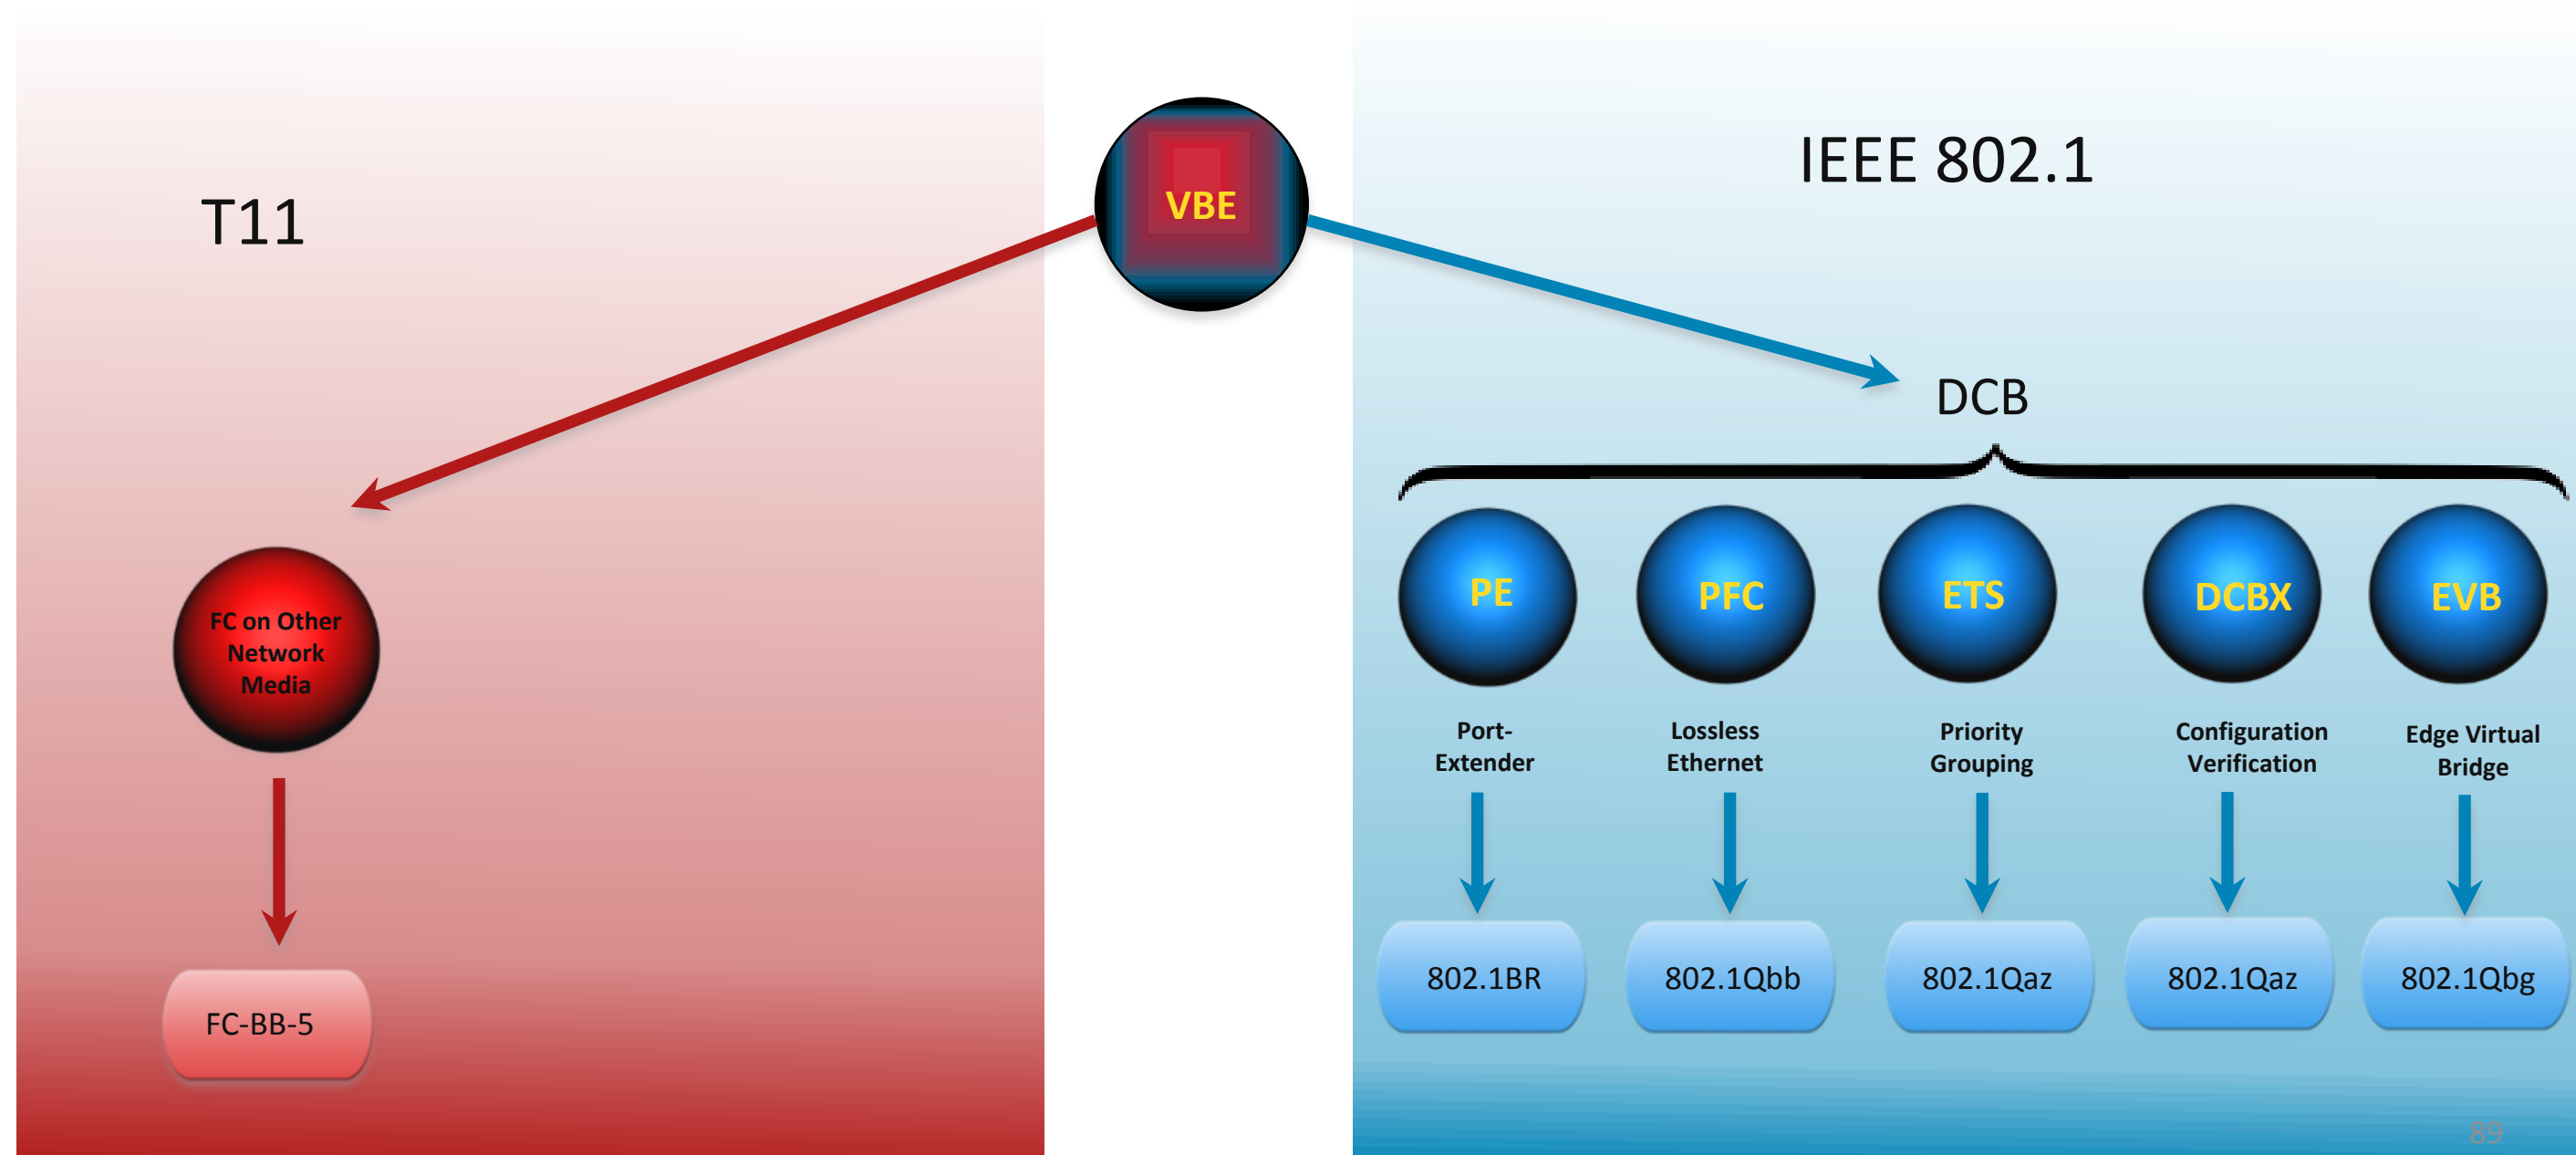 VBE
T11
IEEE 802.1
DCB
FC on Other
Network
Media
FC-BB-5
PE
PFC
ETS
DCBX
EVB
Port-
Extender
Lossless
Ethernet
Priority
Grouping
Configuration
Verification
Edge Virtual
Bridge
802.1BR
802.1Qbb
802.1Qaz
802.1Qaz
802.1Qbg
89